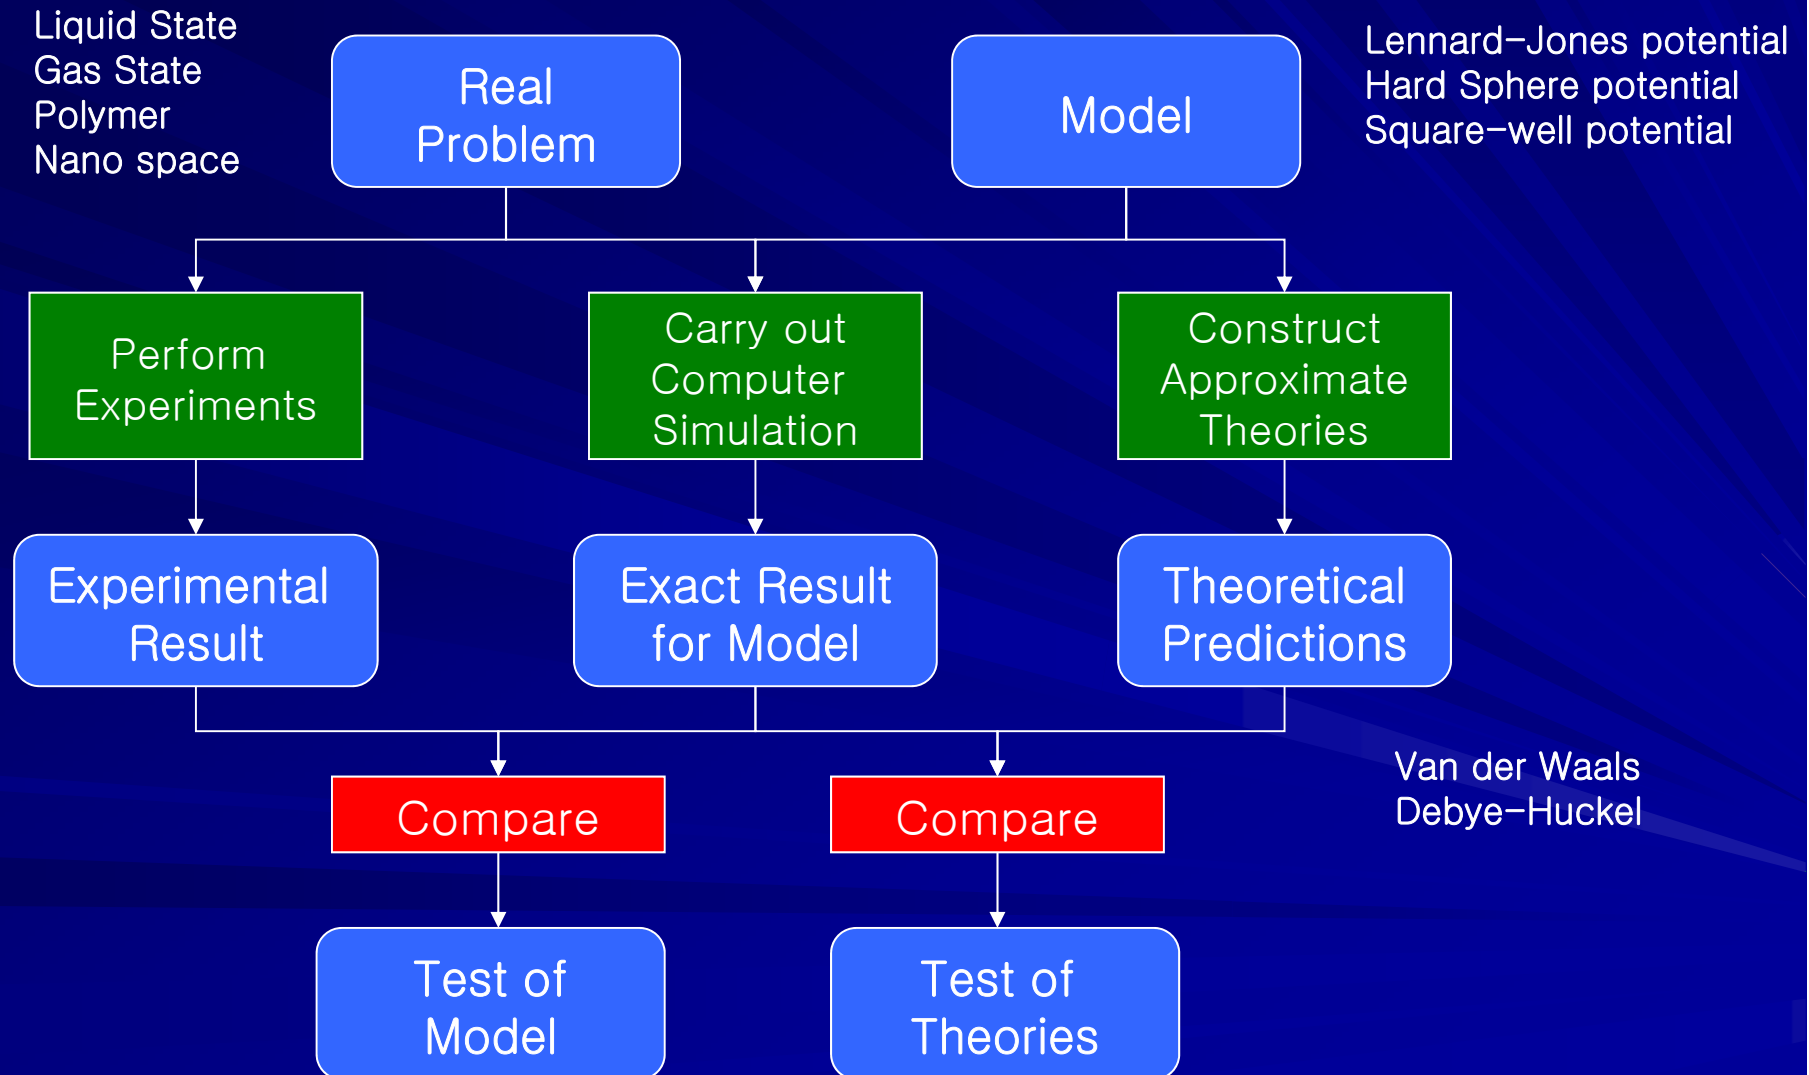 Liquid State
Gas State
Polymer
Nano space
Real
Problem
Model
Lennard-Jones potential
Hard Sphere potential
Square-well potential
Perform
Experiments
Carry out
Computer
Simulation
Construct
Approximate
Theories
Experimental
Result
Exact Result
for Model
Theoretical
Predictions
Compare
Compare
Van der Waals
Debye-Huckel
Test of
Model
Test of
Theories